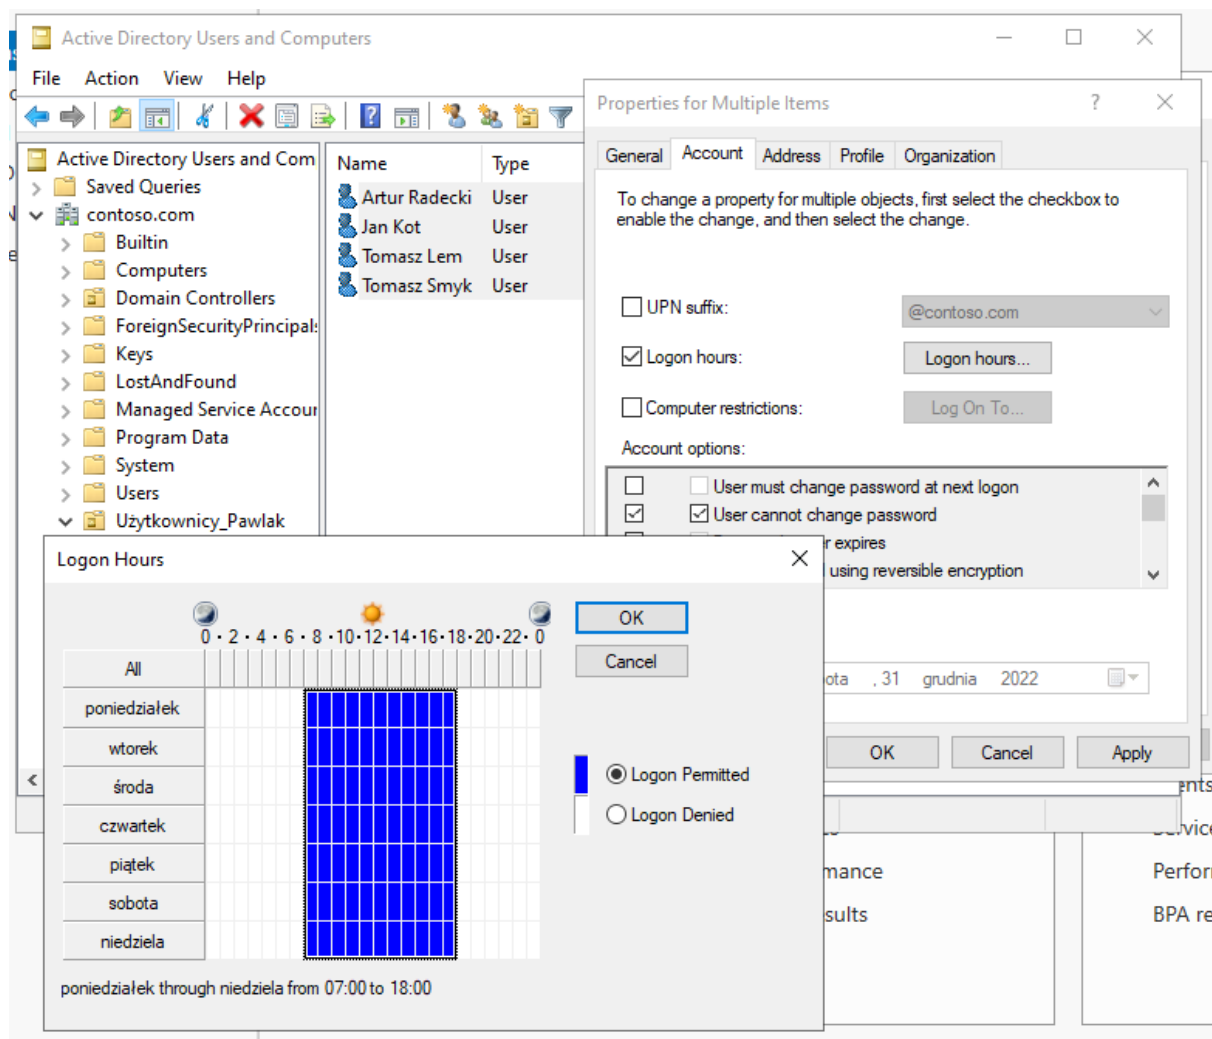 Active Directory Users and Computers
File Action View Help
Active Directory Users and Com
Saved Queries
contoso.com
Builtin
Computers
Domain Controllers
ForeignSecurityPrincipals
Keys
LostAndFound
Managed Service Accour
Program Data
System
Users
Użytkownicy_Pawlak
Name Type
Artur Radecki User
Jan Kot User
Tomasz Lem User
Tomasz Smyk User
Properties for Multiple Items
General Account Address Profile Organization
To change a property for multiple objects, first select the checkbox to
enable the change, and then select the change.
UPN suffix: @contoso.com
Logon hours: Logon hours...
Computer restrictions: Log On To...
Account options:
User must change password at next logon
User cannot change password
expires
using reversible encryption
, 31 grudnia 2022
OK Cancel Apply
Logon Hours
0 · 2 · 4 · 6 · 8 · 10 · 12 · 14 · 16 · 18 · 20 · 22 · 0
All
poniedziałek
wtorek
środa
czwartek
piątek
sobota
niedziela
OK
Cancel
Logon Permitted
Logon Denied
poniedziałek through niedziela from 07:00 to 18:00
mance
sults
Perfor
BPA re